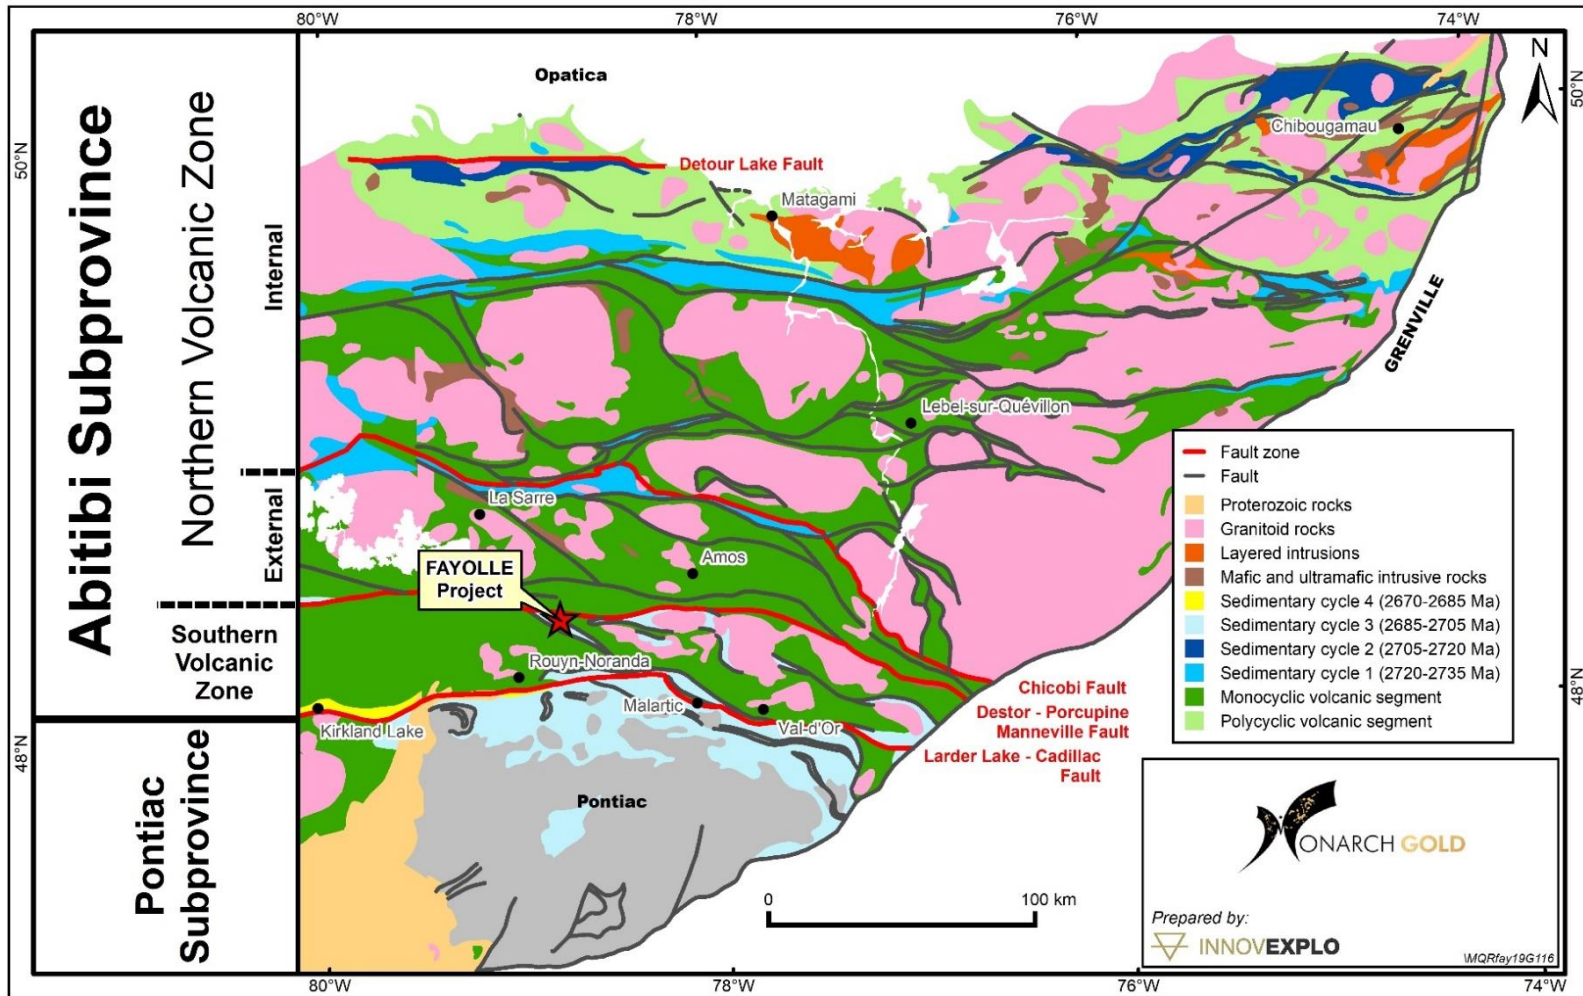 80°W
78°W
76°W
74°W
N
50°N
50°N
48°N
48°N
80°W
78°W
76°W
74°W
Abitibi Subprovince
Northern Volcanic Zone
Internal
External
Southern
Volcanic
Zone
Pontiac
Subprovince
Opatica
Chibougamau
Detour Lake Fault
Matagami
GRENVILLE
Lebel-sur-Quévillon
La Sarre
Amos
FAYOLLE
Project
Rouyn-Noranda
Malartic
Val-d'Or
Kirkland Lake
Pontiac
Chicobi Fault
Destor - Porcupine
Manneville Fault
Larder Lake - Cadillac
Fault
Fault zone
Fault
Proterozoic rocks
Granitoid rocks
Layered intrusions
Mafic and ultramafic intrusive rocks
Sedimentary cycle 4 (2670-2685 Ma)
Sedimentary cycle 3 (2685-2705 Ma)
Sedimentary cycle 2 (2705-2720 Ma)
Sedimentary cycle 1 (2720-2735 Ma)
Monocyclic volcanic segment
Polycyclic volcanic segment
0 100 km
MONARCH GOLD
Prepared by:
INNOVEXPLO
\MQRfay19G116